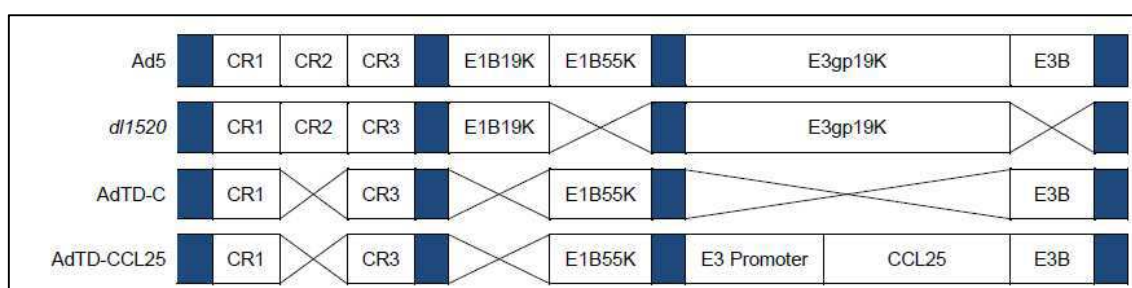 Ad5 CR1 CR2 CR3 E1B19K E1B55K E3gp19K E3B
dl1520 CR1 CR2 CR3 E1B19K E3gp19K
AdTD-C CR1 CR3 E1B55K E3B
AdTD-CCL25 CR1 CR3 E1B55K E3 Promoter CCL25 E3B